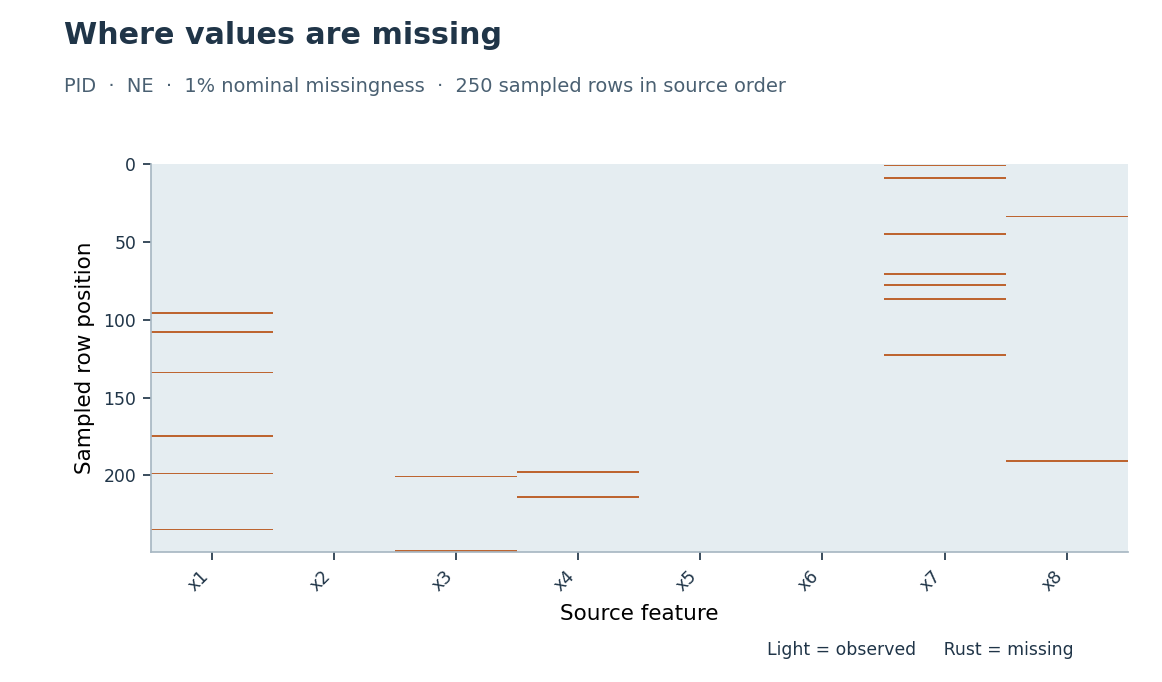 Where values are missing
PID · NE · 1% nominal missingness · 250 sampled rows in source order
0
50
100
150
200
Sampled row position
x1 x2 x3 x4 x5 x6 x7 x8
Source feature
Light = observed Rust = missing